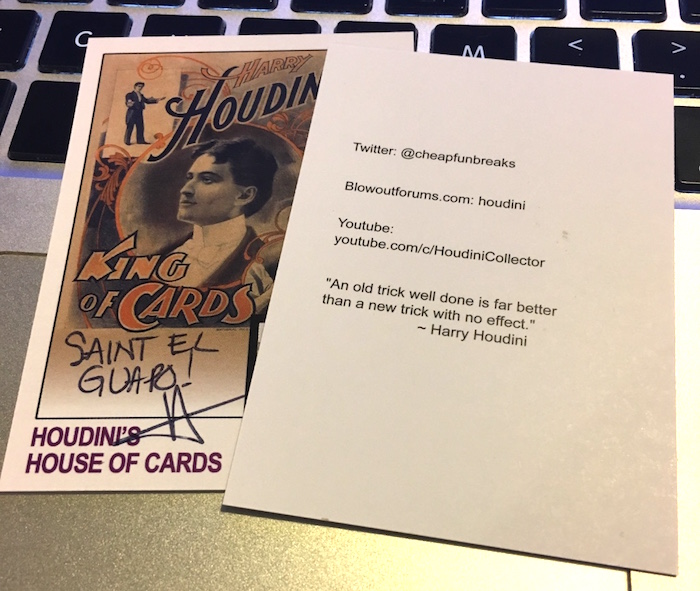 C
M
<
>
HARRY
HOUDIN
KING
OF CARDS
SAINT EL
GUAPO!
HOUDINI'S
HOUSE OF CARDS
Twitter: @cheapfunbreaks
Blowoutforums.com: houdini
Youtube:
youtube.com/c/HoudiniCollector
"An old trick well done is far better
than a new trick with no effect."
~ Harry Houdini